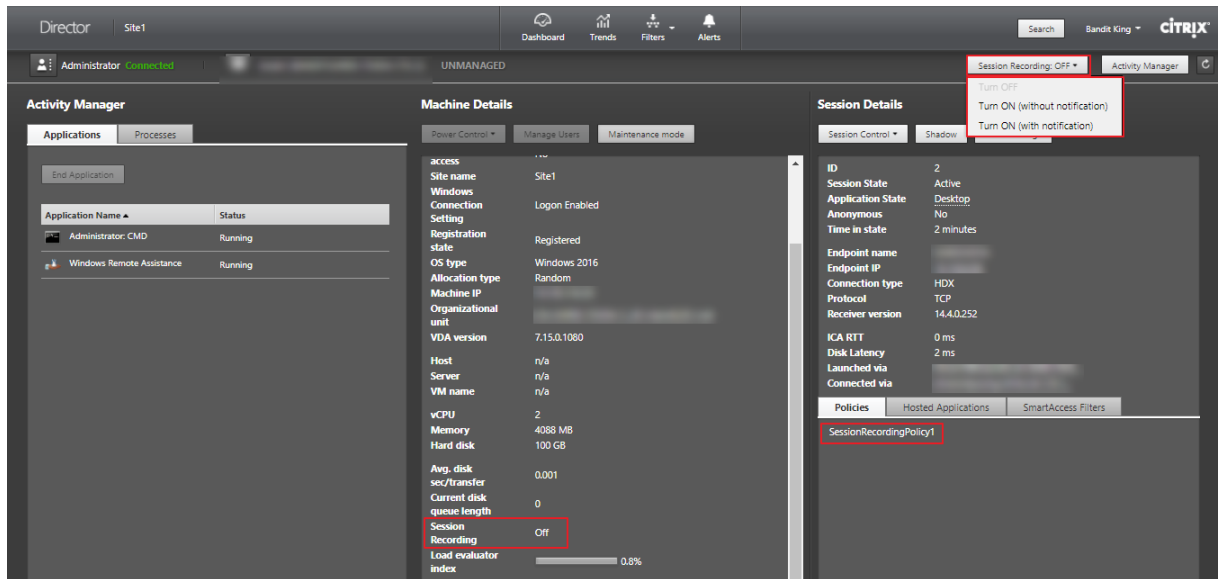 Director Site1 Dashboard Trends Filters Alerts Search Bandit King CİTRIX
Administrator Connected UNMANAGED Session Recording: OFF Activity Manager
Turn OFF
Turn ON (without notification)
Turn ON (with notification)
Activity Manager
Applications Processes
End Application
Application Name Status
Administrator: CMD Running
Windows Remote Assistance Running
Machine Details
Power Control Manage Users Maintenance mode
access No
Site name Site1
Windows
Connection Logon Enabled
Setting
Registration
state Registered
OS type Windows 2016
Allocation type Random
Machine IP
Organizational
unit
VDA version 7.15.0.1080
Host n/a
Server n/a
VM name n/a
vCPU 2
Memory 4088 MB
Hard disk 100 GB
Avg. disk
sec/transfer 0.001
Current disk
queue length 0
Session
Recording Off
Load evaluator
index 0.8%
Session Details
Session Control Shadow
ID 2
Session State Active
Application State Desktop
Anonymous No
Time in state 2 minutes
Endpoint name
Endpoint IP
Connection type HDX
Protocol TCP
Receiver version 14.4.0.252
ICA RTT 0 ms
Disk Latency 2 ms
Launched via
Connected via
Policies Hosted Applications SmartAccess Filters
SessionRecordingPolicy1